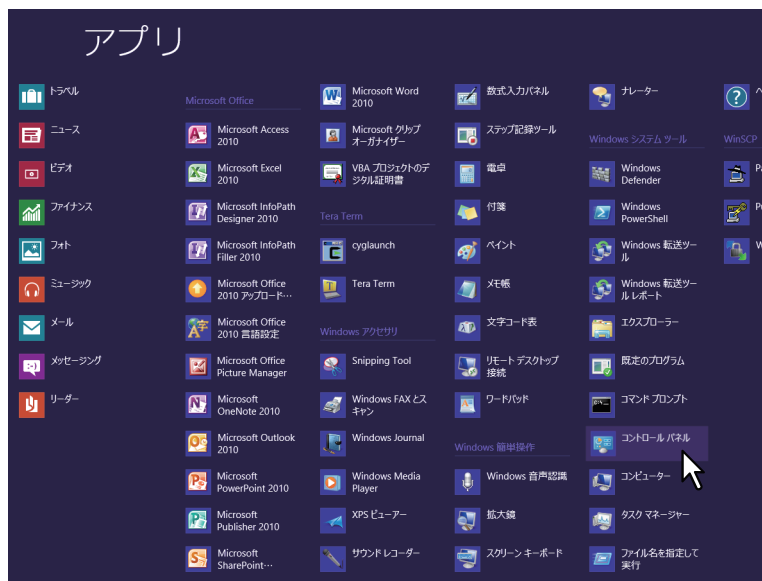 アプリ
トラベル
ニュース
ビデオ
ファイナンス
フォト
ミュージック
メール
メッセージング
リーダー
Microsoft Office
Microsoft Access
2010
Microsoft Excel
2010
Microsoft InfoPath
Designer 2010
Microsoft InfoPath
Filler 2010
Microsoft Office
2010 アップロード…
Microsoft Office
2010 言語設定
Microsoft Office
Picture Manager
Microsoft
OneNote 2010
Microsoft Outlook
2010
Microsoft
PowerPoint 2010
Microsoft
Publisher 2010
Microsoft
SharePoint…
Microsoft Word
2010
Microsoft クリップ
オーガナイザー
VBA プロジェクトのデ
ジタル証明書
Tera Term
cyglaunch
Tera Term
Windows アクセサリ
Snipping Tool
Windows FAX とス
キャン
Windows Journal
Windows Media
Player
XPS ビューアー
サウンド レコーダー
数式入力パネル
ステップ記録ツール
電卓
付箋
ペイント
メモ帳
文字コード表
リモート デスクトップ
接続
ワードパッド
Windows 簡単操作
Windows 音声認識
拡大鏡
スクリーン キーボード
ナレーター
Windows システム ツール
Windows
Defender
Windows
PowerShell
Windows 転送ツー
ル
Windows 転送ツー
ル レポート
エクスプローラー
既定のプログラム
コマンド プロンプト
コントロール パネル
コンピューター
タスク マネージャー
ファイル名を指定して
実行
WinSCP